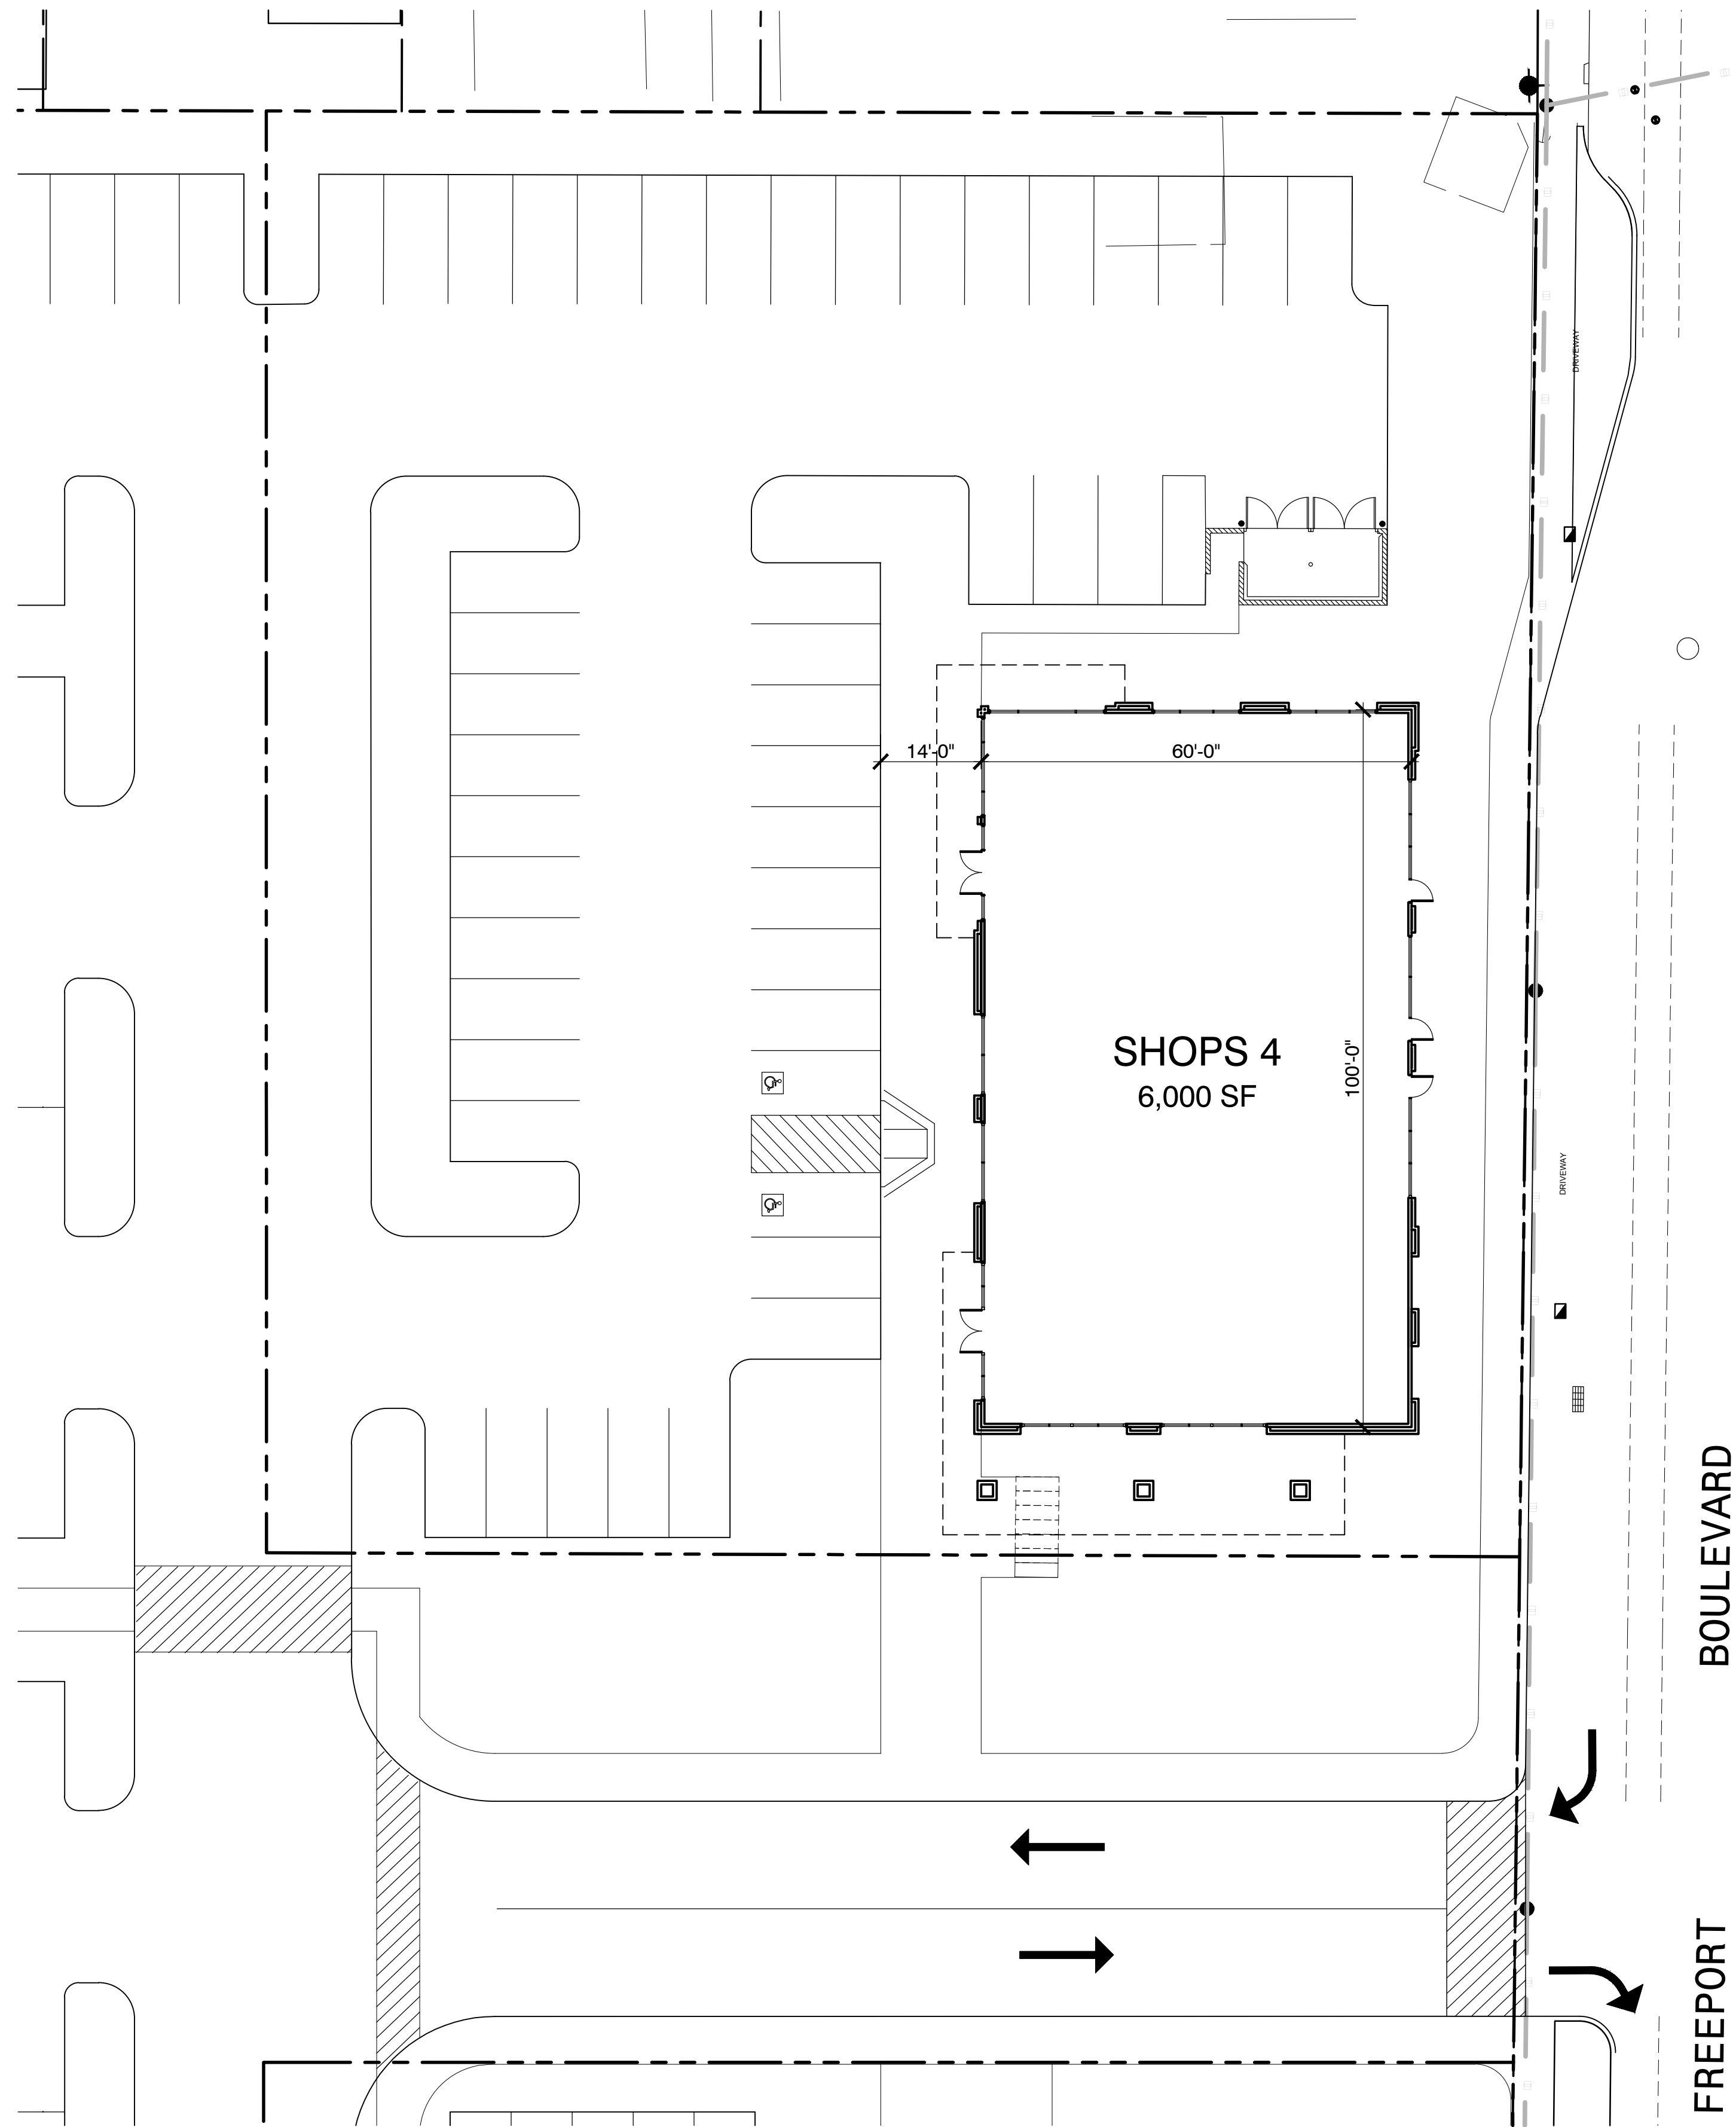 DRIVEWAY
14'-0"
60'-0"
SHOPS 4
6,000 SF
100'-0"
DRIVEWAY
FREEPORT BOULEVARD